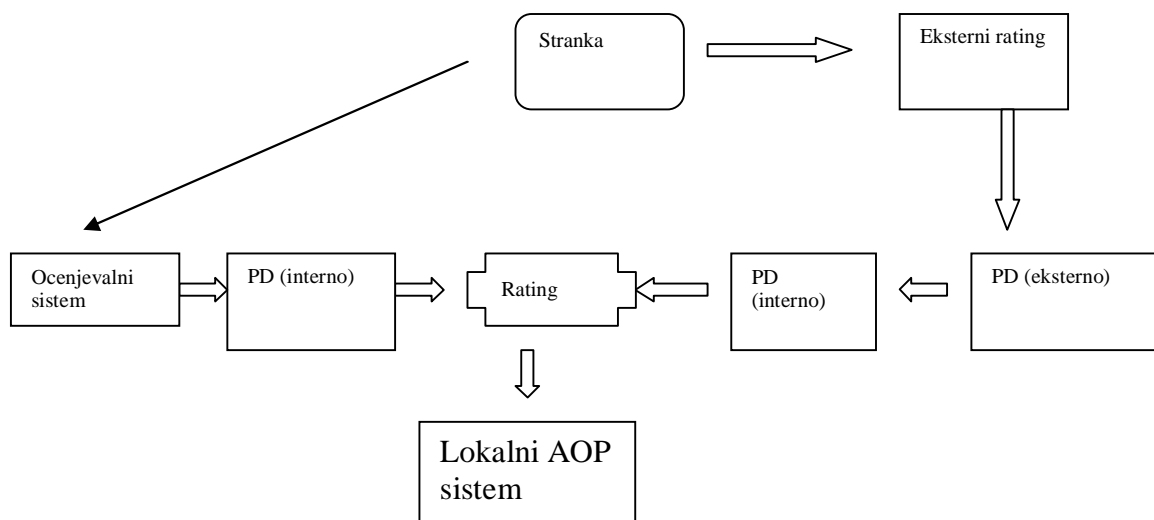 Stranka
Eksterni rating
Ocenjevalni
sistem
PD (interno)
Rating
PD
(interno)
PD (eksterno)
Lokalni AOP
sistem